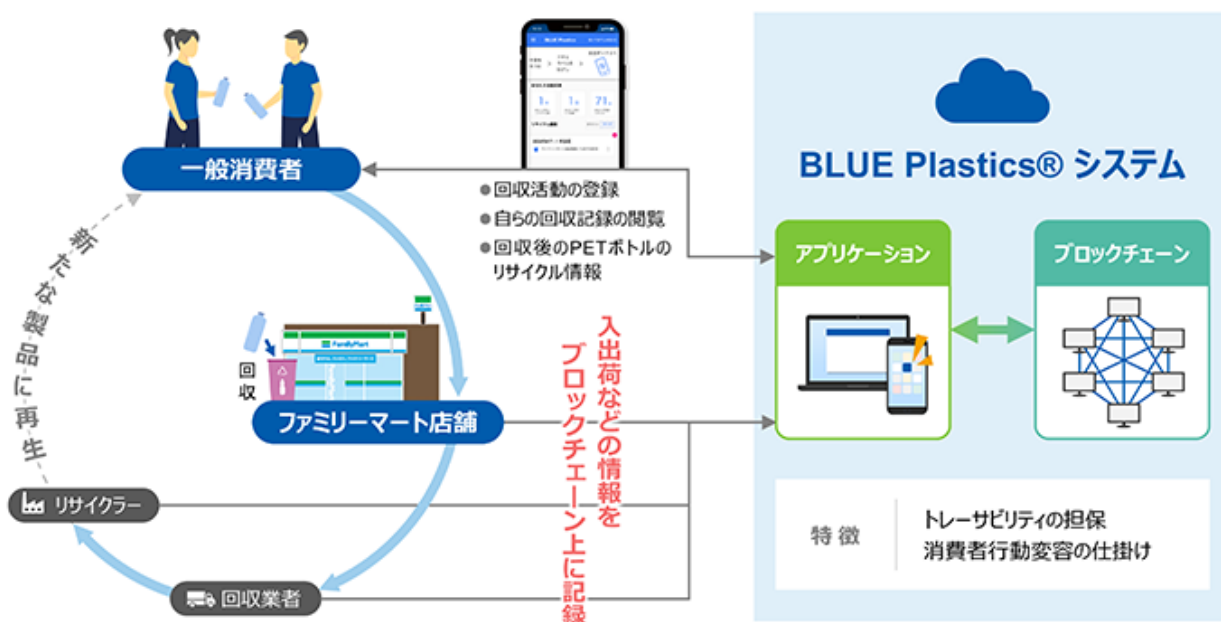 BLUE Plastics
1
1
71
一般消費者
●回収活動の登録
●自らの回収記録の閲覧
●回収後のPETボトルの
リサイクル情報
新たな製品に再生
FamilyMart
回収
ファミリーマート店舗
リサイクラー
回収業者
入出荷などの情報を
ブロックチェーン上に記録
BLUE Plastics® システム
アプリケーション
ブロックチェーン
特徴
トレーサビリティの担保
消費者行動変容の仕掛け